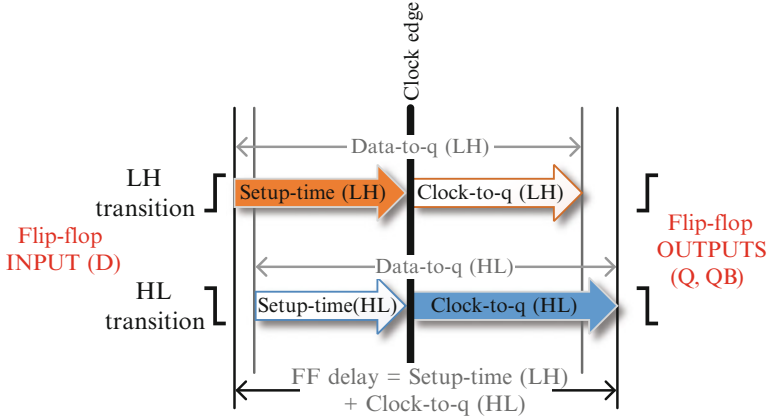 Clock edge
Data-to-q (LH)
LH
transition
Setup-time (LH)
Clock-to-q (LH)
Flip-flop
INPUT (D)
Flip-flop
OUTPUTS
(Q, QB)
Data-to-q (HL)
HL
transition
Setup-time(HL)
Clock-to-q (HL)
FF delay = Setup-time (LH)
+ Clock-to-q (HL)